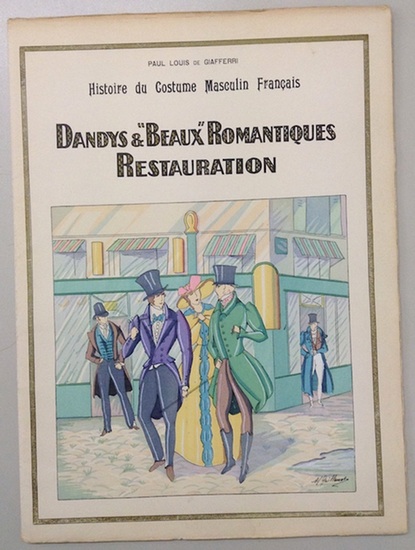 PAUL LOUIS DE GIAFFERRI
Histoire du Costume Masculin Français
DANDYS & "BEAUX" ROMANTIQUES
RESTAURATION